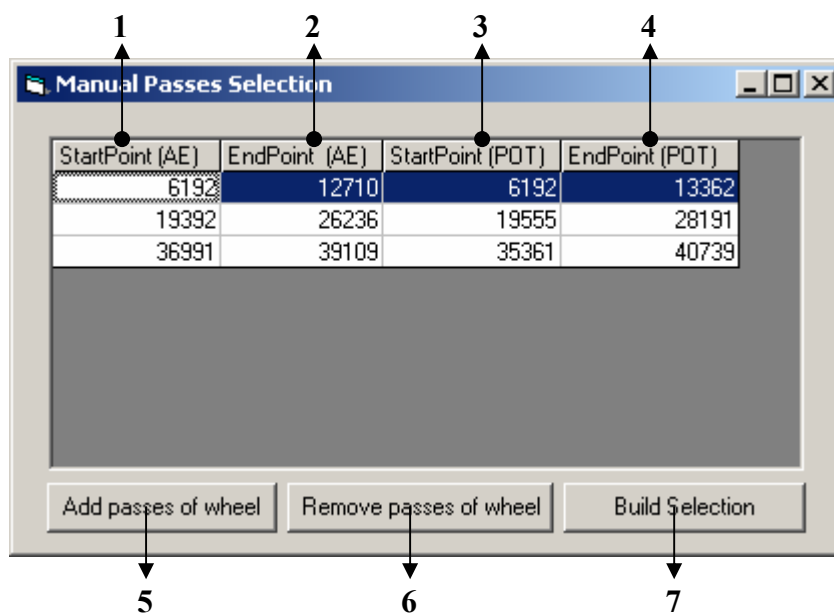 1 2 3 4
Manual Passes Selection
StartPoint (AE) EndPoint (AE) StartPoint (POT) EndPoint (POT)
6192 12710 6192 13362
19392 26236 19555 28191
36991 39109 35361 40739
Add passes of wheel Remove passes of wheel Build Selection
5 6 7